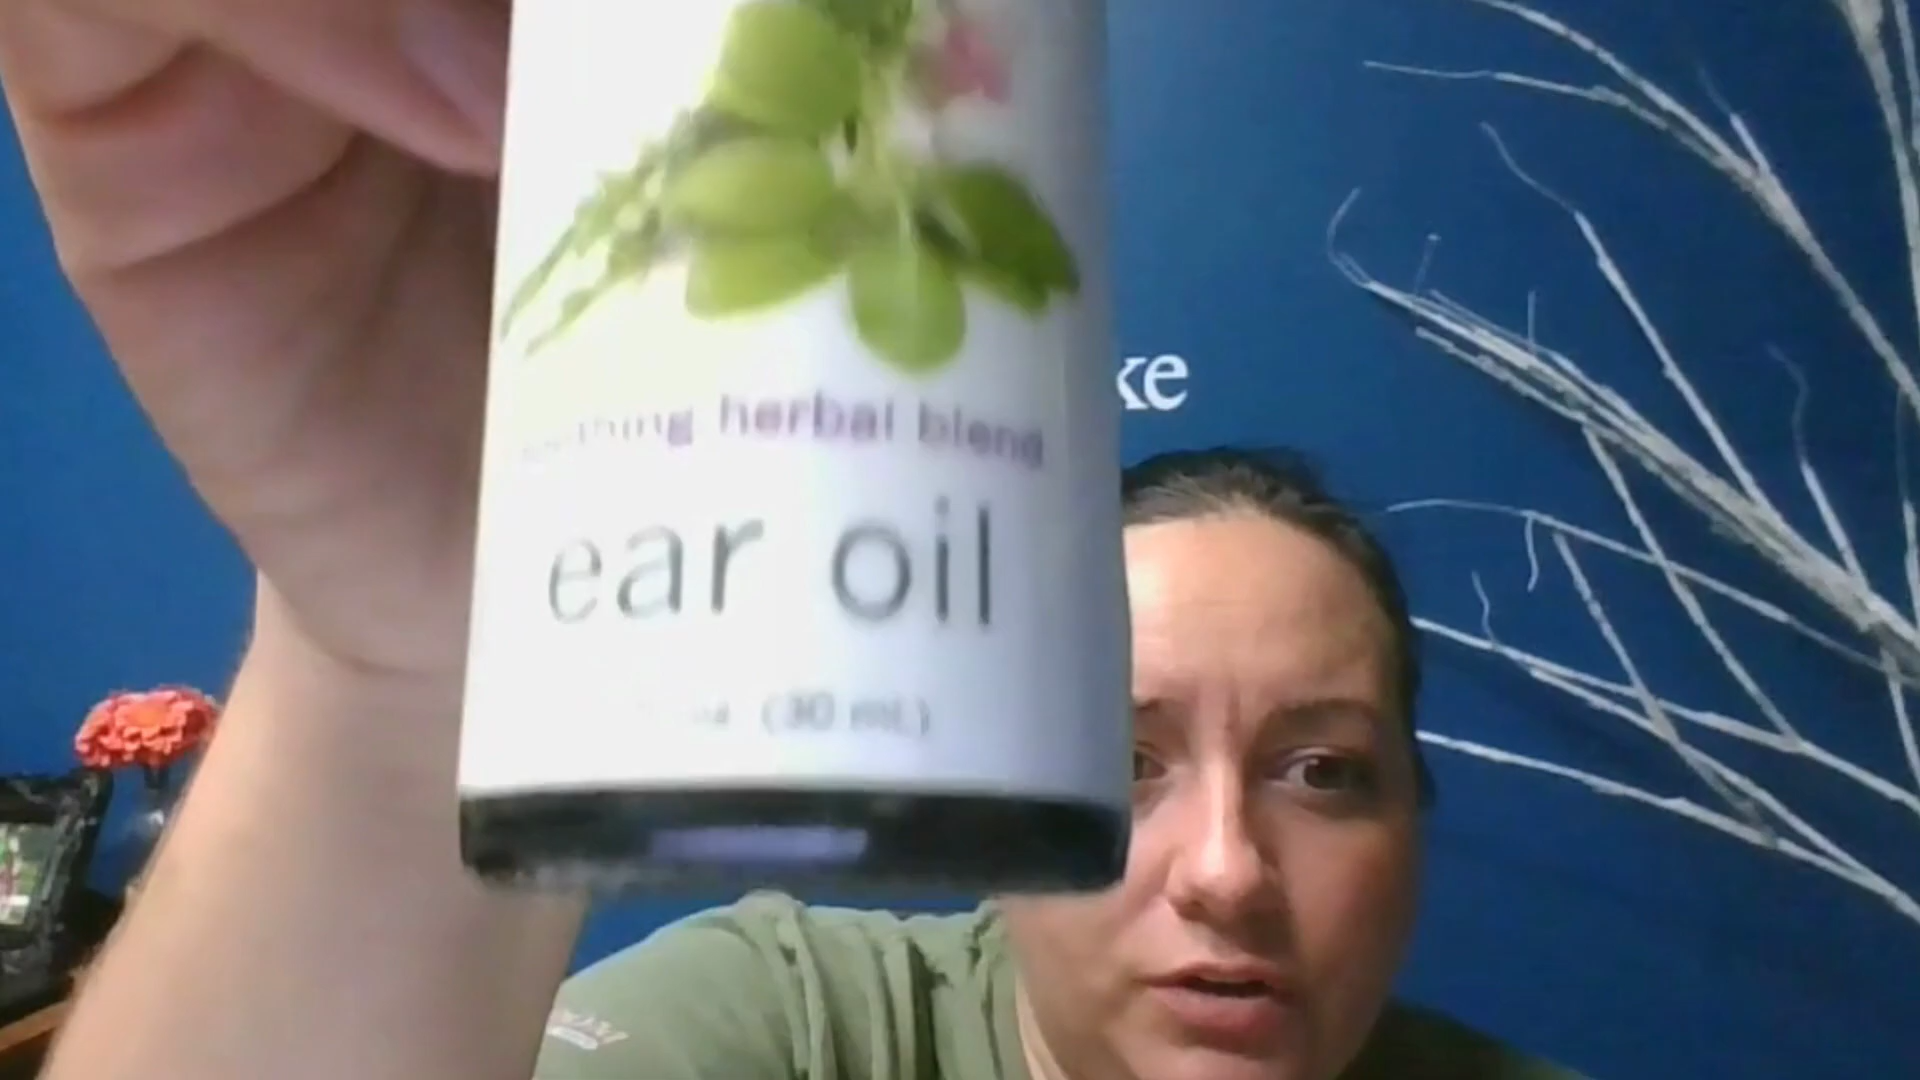 ke
herbal blend
ear oil
(30 mL)